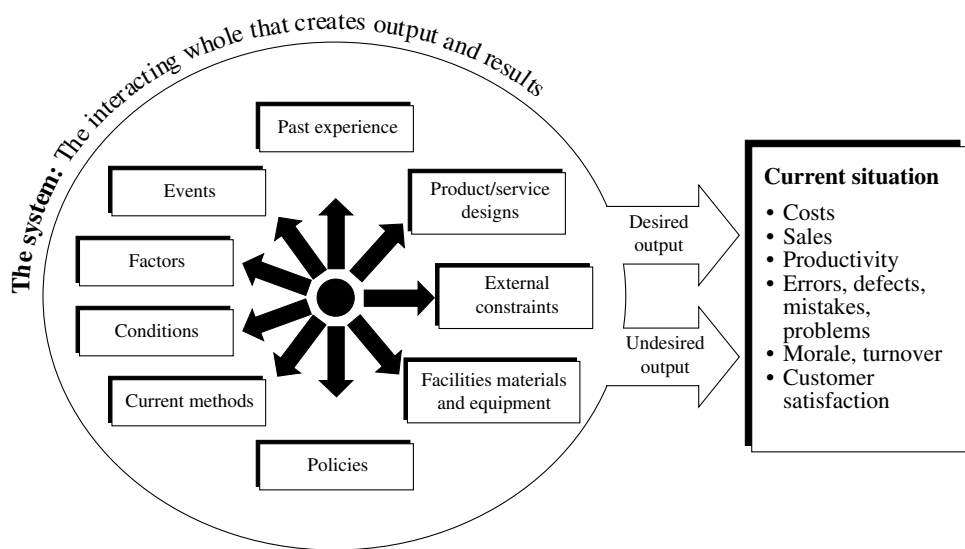 The system: The interacting whole that creates output and results
Past experience
Events
Product/service
designs
Factors
External
constraints
Conditions
Current methods
Facilities materials
and equipment
Policies
Desired
output
Undesired
output
Current situation
• Costs
• Sales
• Productivity
• Errors, defects,
mistakes,
problems
• Morale, turnover
• Customer
satisfaction